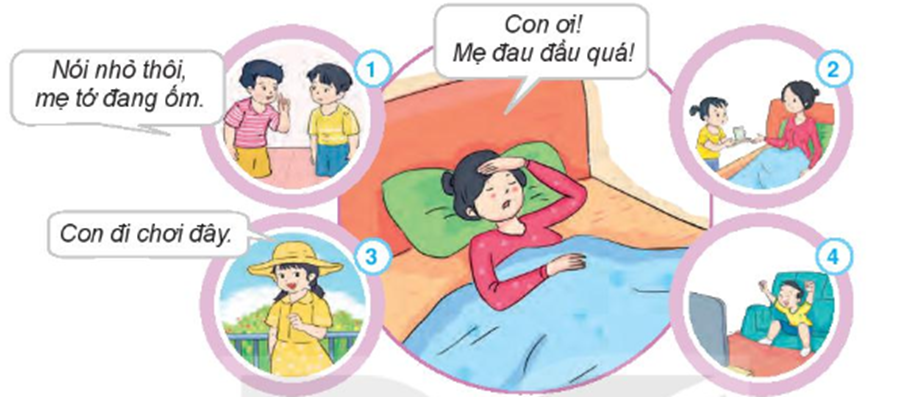 Con ơi!
Mẹ đau đầu quá!
Nói nhỏ thôi,
mẹ tớ đang ốm.
1
2
Con đi chơi đây.
3
4